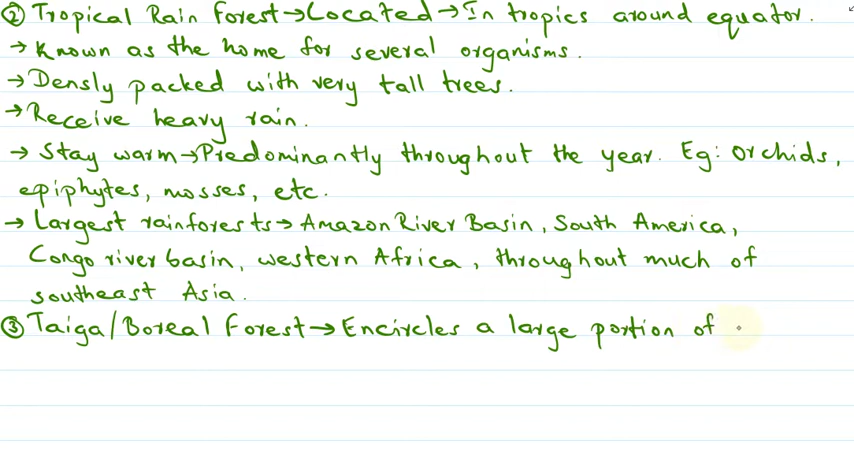 ② Tropical Rain Forest → Located → In tropics around equator.
→ Known as the home for several organisms.
→ Densly packed with very tall trees.
→ Receive heavy rain.
→ Stay warm → Predominantly throughout the year. Eg: Orchids,
epiphytes, mosses, etc.
→ Largest rainforests → Amazon River Basin, South America,
Congo river basin, western Africa, throughout much of
southeast Asia.
③ Taiga/Boreal Forest → Encircles a large portion of